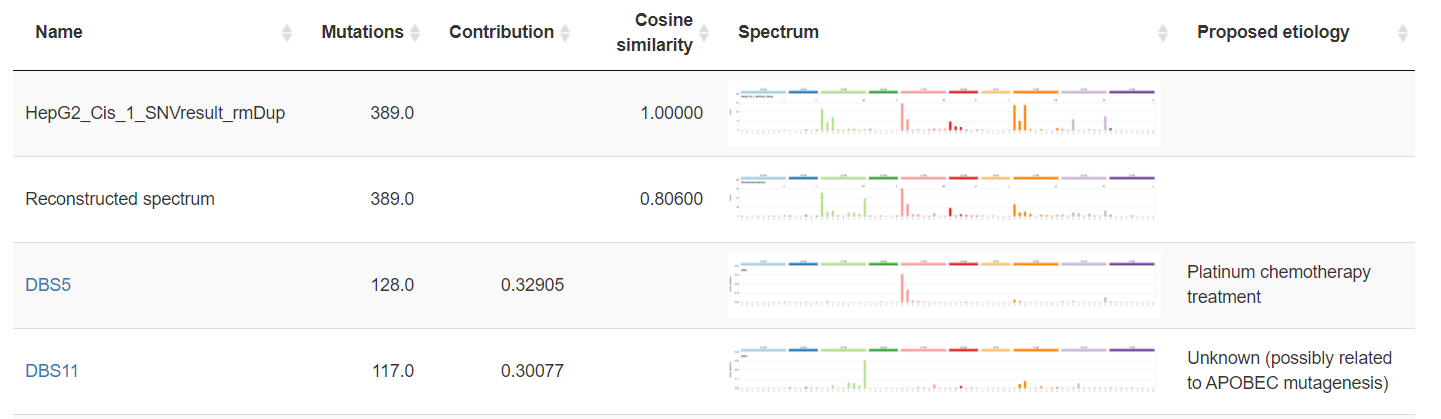 Name Mutations Contribution Cosine similarity Spectrum Proposed etiology
HepG2_Cis_1_SNVresult_rmDup 389.0 1.00000
Reconstructed spectrum 389.0 0.80600
DBS5 128.0 0.32905 Platinum chemotherapy treatment
DBS11 117.0 0.30077 Unknown (possibly related to APOBEC mutagenesis)